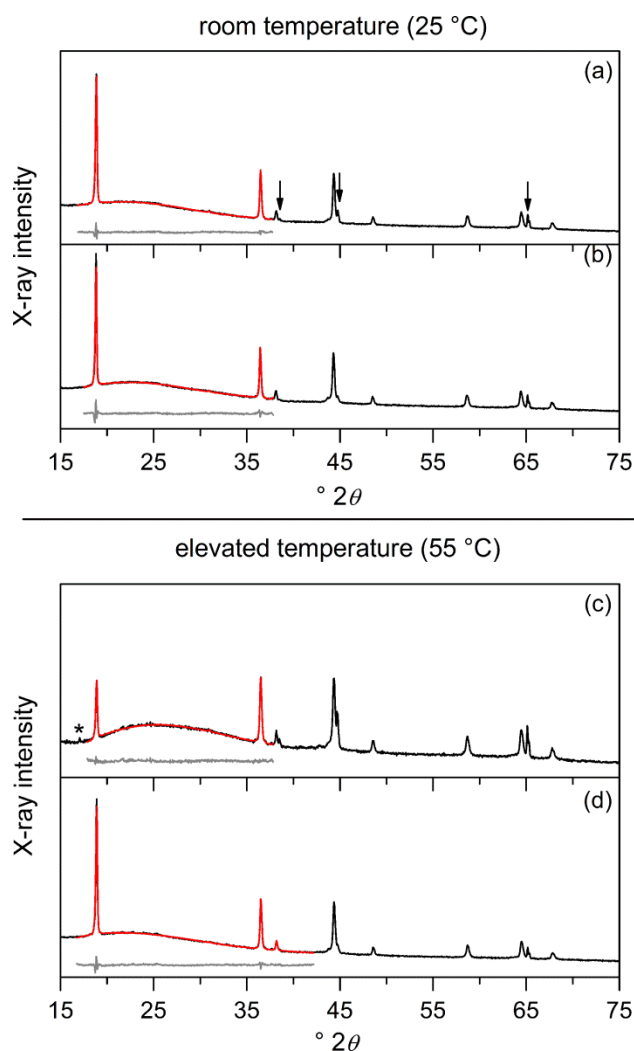 room temperature (25 °C)
(a)
X-ray intensity
(b)
15 25 35 45 55 65 75
° 2θ
elevated temperature (55 °C)
(c)
*
X-ray intensity
(d)
15 25 35 45 55 65 75
° 2θ